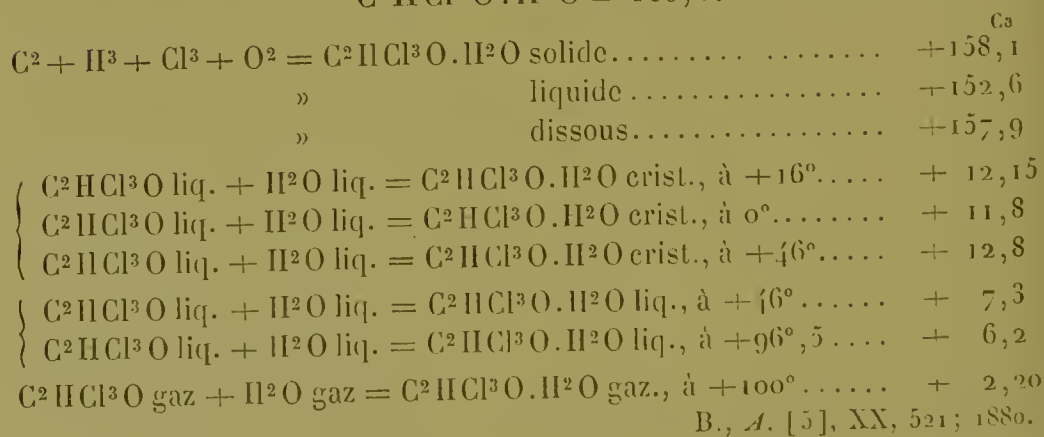 Ca
C² + H³ + Cl³ + O² = C²HCl³O.H²O solide.......... ......... +158,1
» liquide ................. +152,6
» dissous................. +157,9
C²HCl³O liq. + H²O liq. = C²HCl³O.H²O crist., à +16°..... + 12,15
C²HCl³O liq. + H²O liq. = C²HCl³O.H²O crist., à 0°........ + 11,8
C²HCl³O liq. + H²O liq. = C²HCl³O.H²O crist., à +46°..... + 12,8
C²HCl³O liq. + H²O liq. = C²HCl³O.H²O liq., à +46°...... + 7,3
C²HCl³O liq. + H²O liq. = C²HCl³O.H²O liq., à +96°,5.... + 6,2
C²HCl³O gaz + H²O gaz = C²HCl³O.H²O gaz., à +100°...... + 2,20
B., A. [5], XX, 521; 1880.